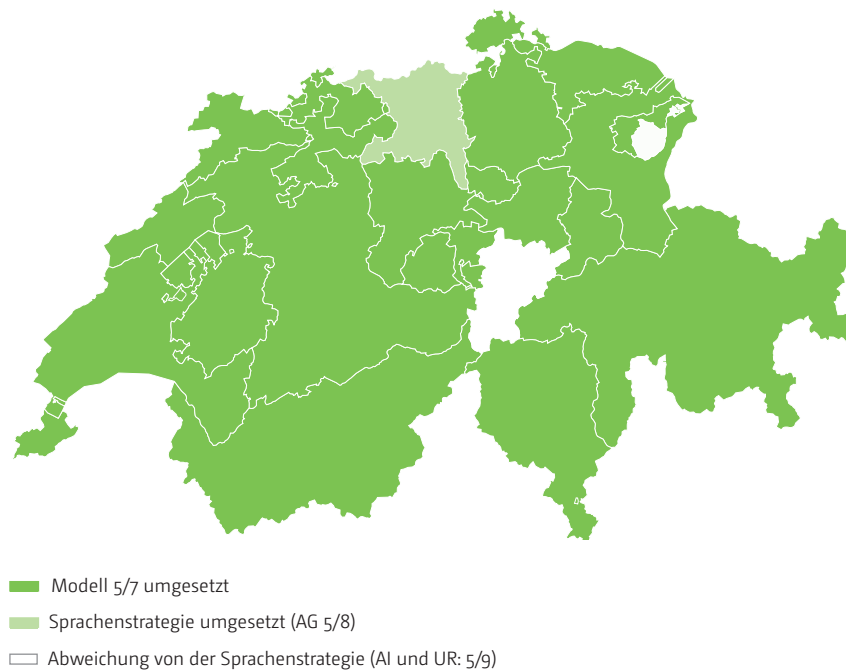 Modell 5/7 umgesetzt
Sprachenstrategie umgesetzt (AG 5/8)
Abweichung von der Sprachenstrategie (AI und UR: 5/9)